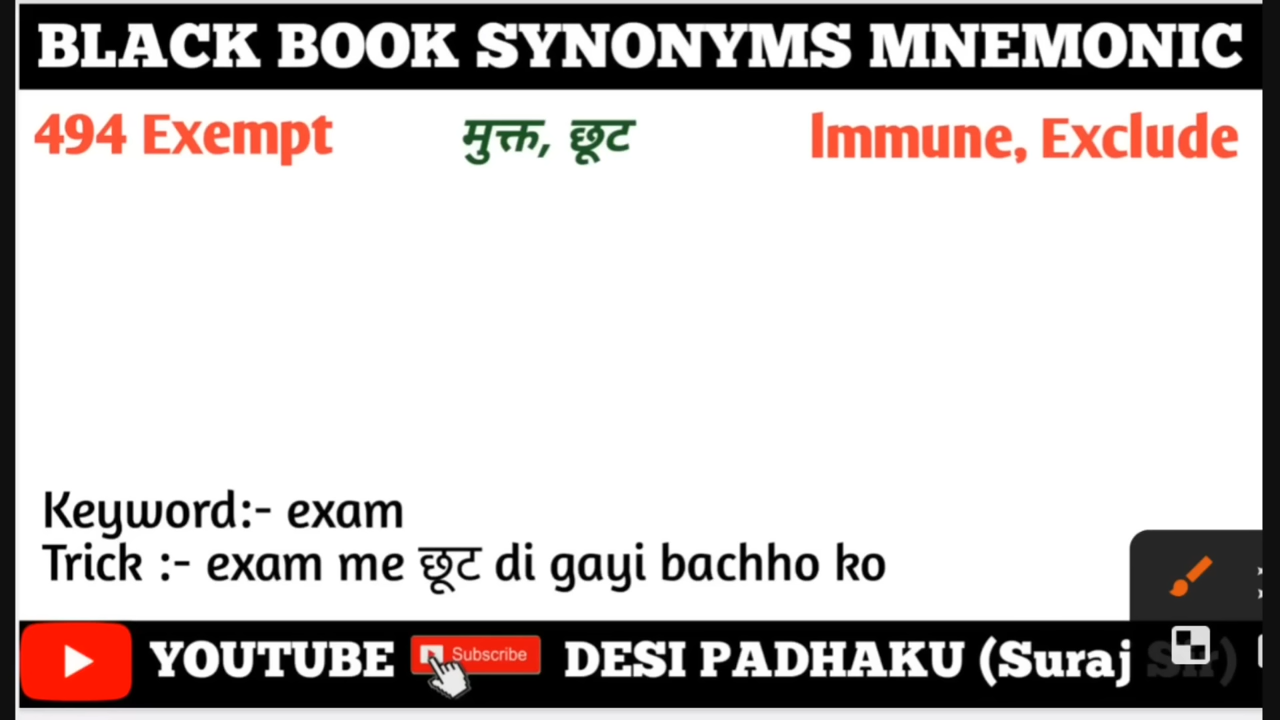 BLACK BOOK SYNONYMS MNEMONIC
494 Exempt मुक्त, छूट Immune, Exclude
Keyword:- exam
Trick :- exam me छूट di gayi bachho ko
YOUTUBE Subscribe DESI PADHAKU (Suraj Sir)